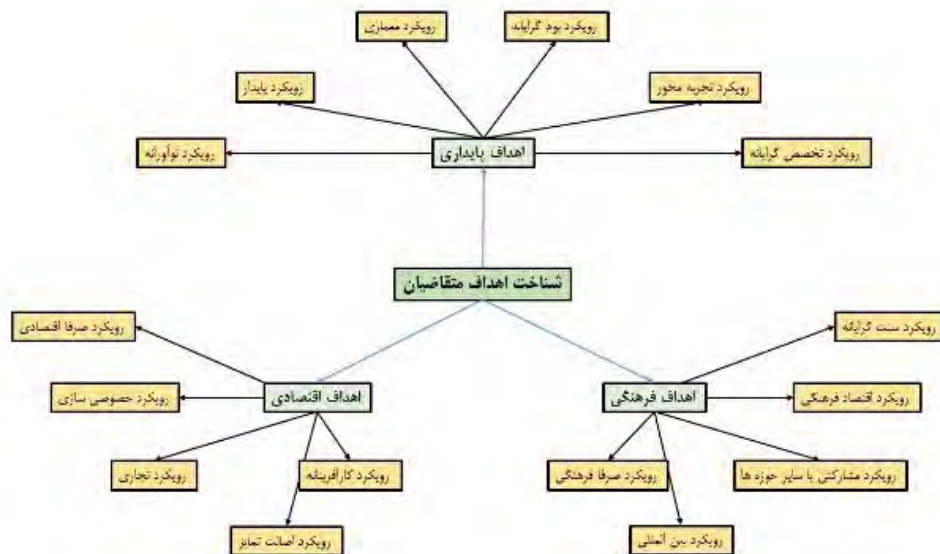 رویکرد بوم گرایانه
رویکرد معماری
رویکرد تجربه محور
رویکرد پایدار
رویکرد تخصص گرایانه
اهداف پایداری
رویکرد نوآورانه
شناخت اهداف متقاضیان
رویکرد سنت گرایانه
رویکرد صرفا اقتصادی
رویکرد اقتصاد فرهنگی
اهداف فرهنگی
اهداف اقتصادی
رویکرد خصوصی سازی
رویکرد مشارکتی با سایر حوزه ها
رویکرد صرفا فرهنگی
رویکرد کارآفرینانه
رویکرد تجاری
رویکرد بین المللی
رویکرد اصالت تمایز